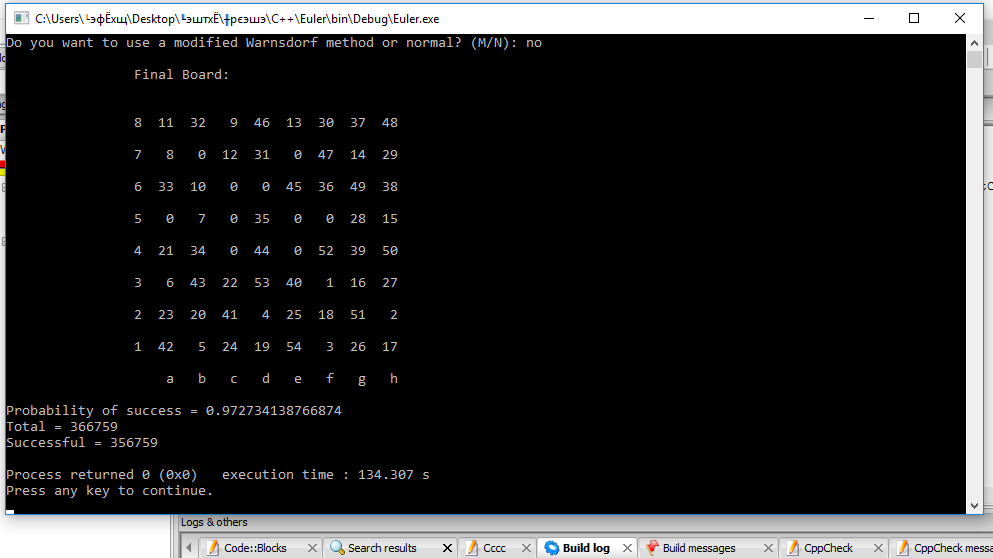 C:\Users\└эфЁхщ\Desktop\╙эштхЁ\╫рєэшэ\C++\Euler\bin\Debug\Euler.exe
Do you want to use a modified Warnsdorf method or normal? (M/N): no
Final Board:
8 11 32 9 46 13 30 37 48
7 8 0 12 31 0 47 14 29
6 33 10 0 0 45 36 49 38
5 0 7 0 35 0 0 28 15
4 21 34 0 44 0 52 39 50
3 6 43 22 53 40 1 16 27
2 23 20 41 4 25 18 51 2
1 42 5 24 19 54 3 26 17
a b c d e f g h
Probability of success = 0.972734138766874
Total = 366759
Successful = 356759
Process returned 0 (0x0) execution time : 134.307 s
Press any key to continue.
Logs & others
Code::Blocks Search results Cccc Build log Build messages CppCheck CppCheck mess